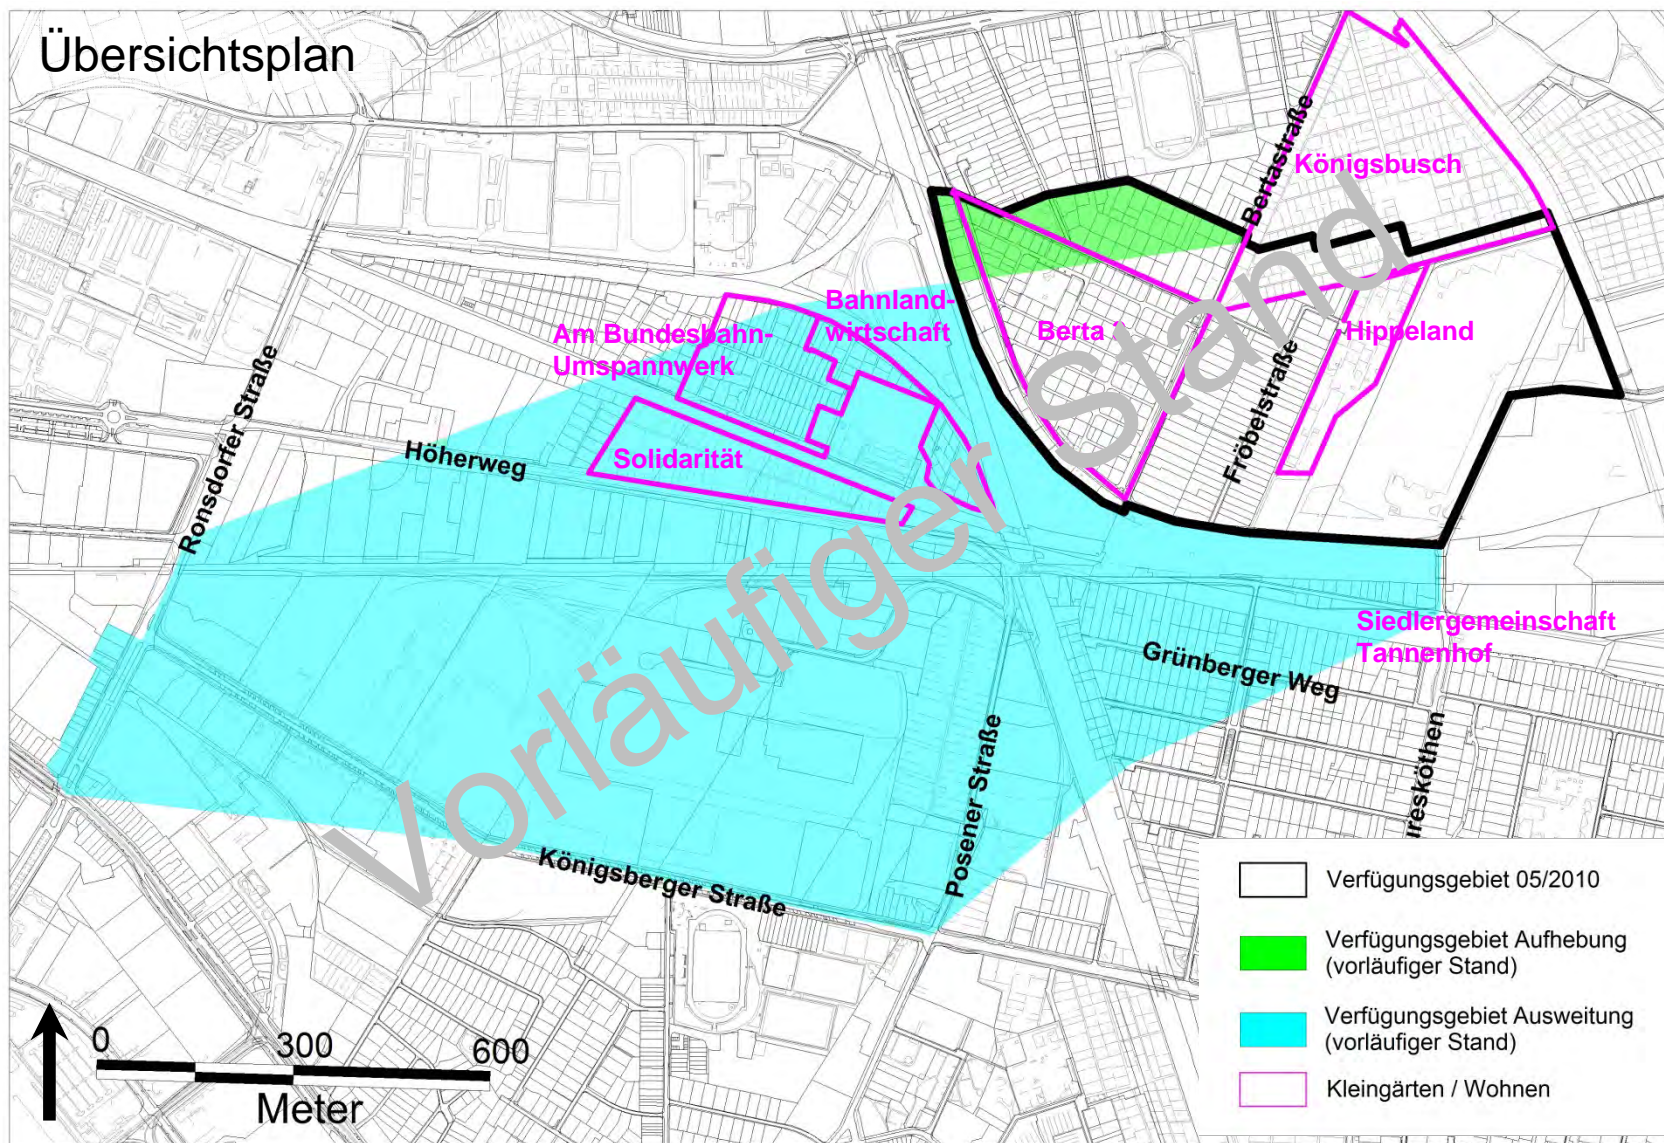 Übersichtsplan
Bertastraße
Königsbusch
Bahnland-
wirtschaft
Am Bundesbahn-
Umspannwerk
Berta
Hippeland
Ronsdorfer Straße
Fröbelstraße
Höherweg
Solidarität
Vorläufiger Stand
Siedlergemeinschaft
Tannenhof
Grünberger Weg
Posener Straße
Königsberger Straße
Verfügungsgebiet 05/2010
Verfügungsgebiet Aufhebung
(vorläufiger Stand)
Verfügungsgebiet Ausweitung
(vorläufiger Stand)
Kleingärten / Wohnen
0 300 600
Meter